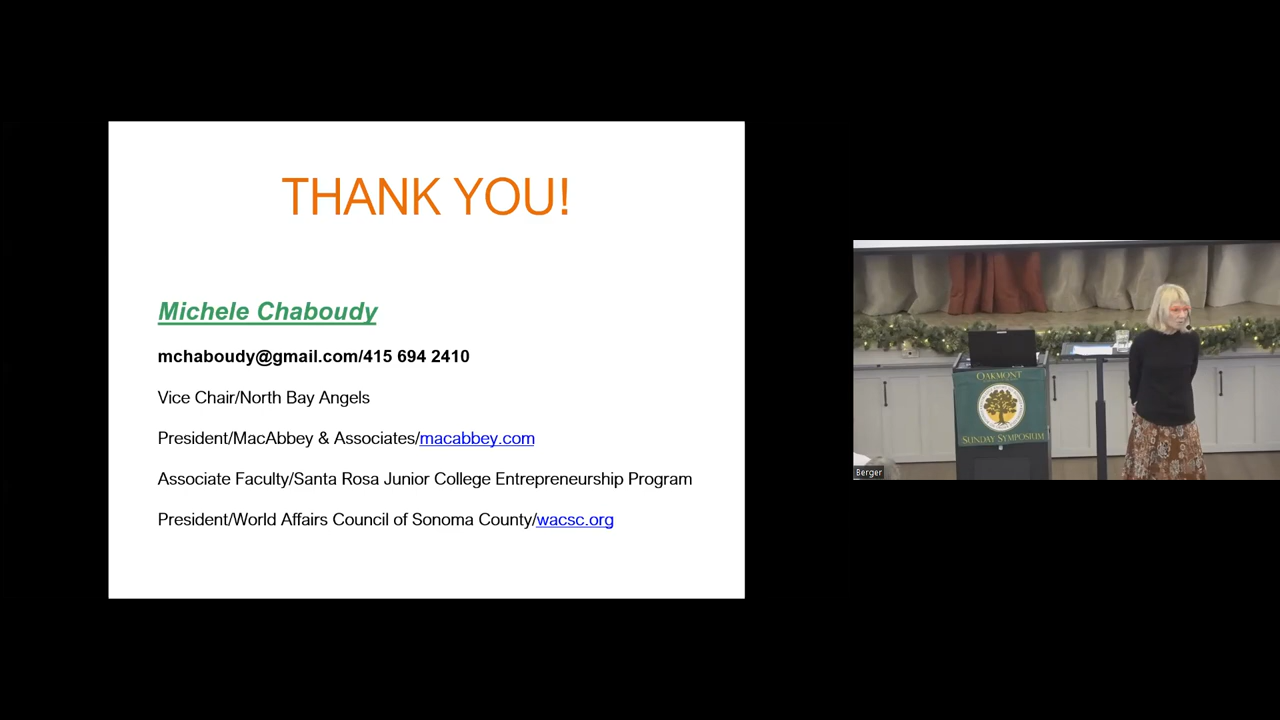 THANK YOU!
Michele Chaboudy
mchaboudy@gmail.com/415 694 2410
Vice Chair/North Bay Angels
President/MacAbbey & Associates/macabbey.com
Associate Faculty/Santa Rosa Junior College Entrepreneurship Program
President/World Affairs Council of Sonoma County/wacsc.org
OAKMONT
SUNDAY SYMPOSIUM
Berger